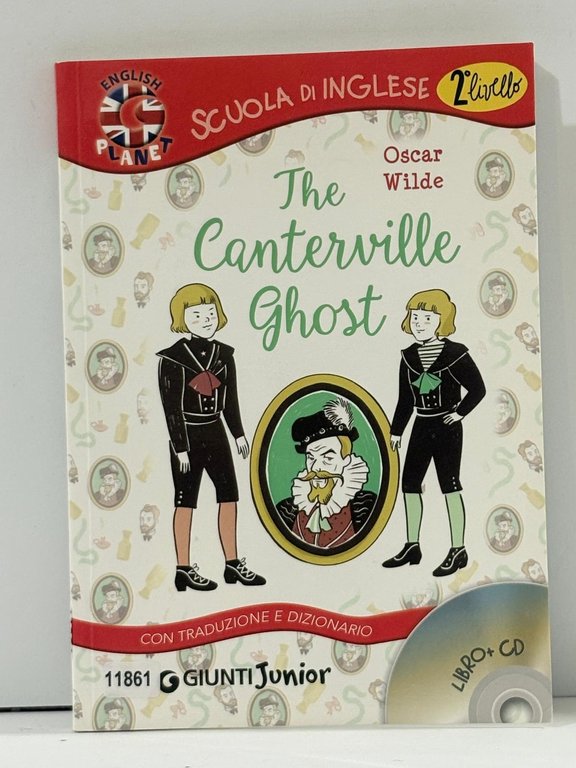 ENGLISH
PLANET
SCUOLA DI INGLESE
2° livello
Oscar
Wilde
The
Canterville
Ghost
CON TRADUZIONE E DIZIONARIO
LIBRO + CD
11861 GIUNTI Junior